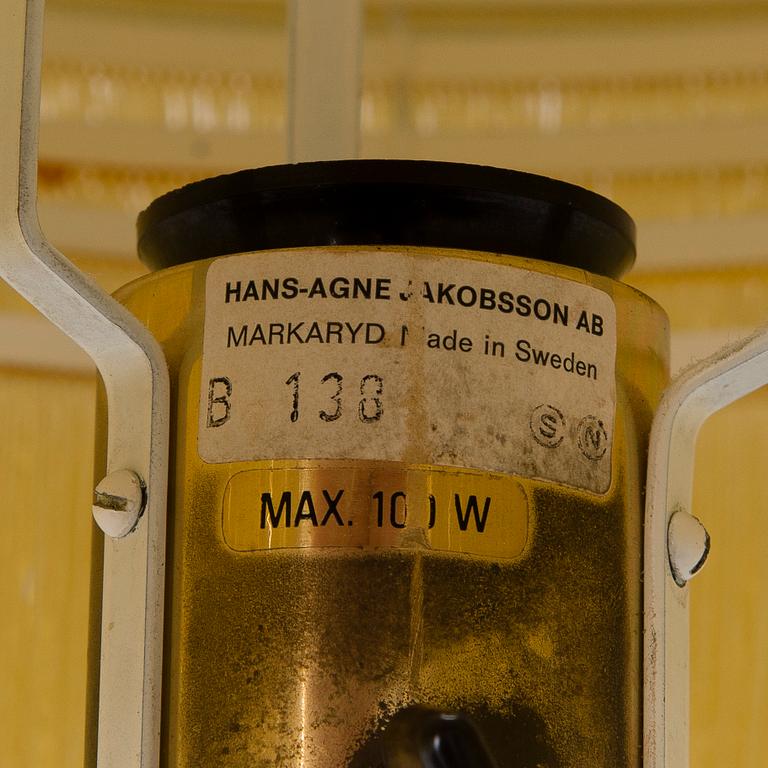 HANS-AGNE JAKOBSSON AB
MARKARYD Made in Sweden
B 138
S N
MAX. 100 W